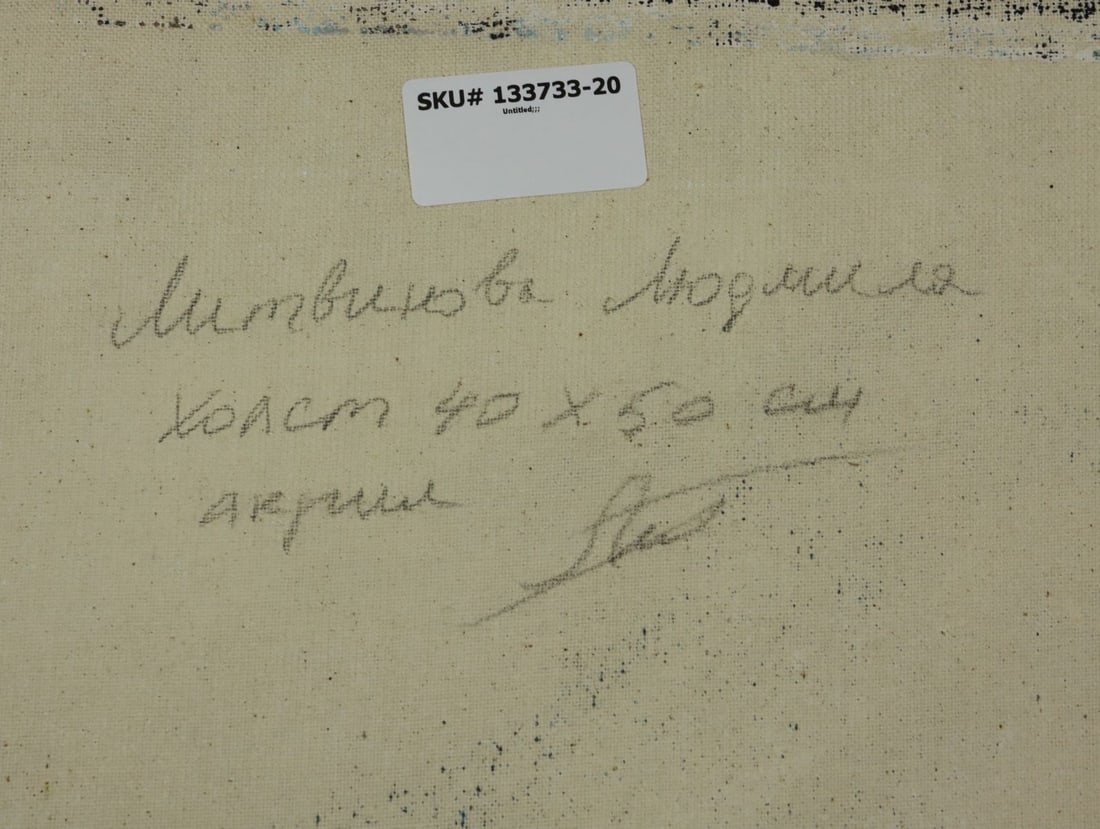 SKU# 133733-20
Untitled;;;
Литвинова Людмила
холст 40 х 50 см
акрил